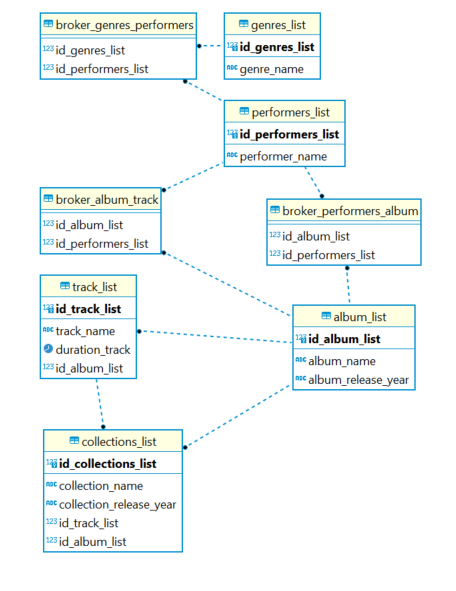 broker_genres_performers
123 id_genres_list
123 id_performers_list
genres_list
123 id_genres_list
ABC genre_name
performers_list
123 id_performers_list
ABC performer_name
broker_album_track
123 id_album_list
123 id_performers_list
broker_performers_album
123 id_album_list
123 id_performers_list
track_list
123 id_track_list
ABC track_name
duration_track
123 id_album_list
album_list
123 id_album_list
ABC album_name
ABC album_release_year
collections_list
123 id_collections_list
ABC collection_name
ABC collection_release_year
123 id_track_list
123 id_album_list